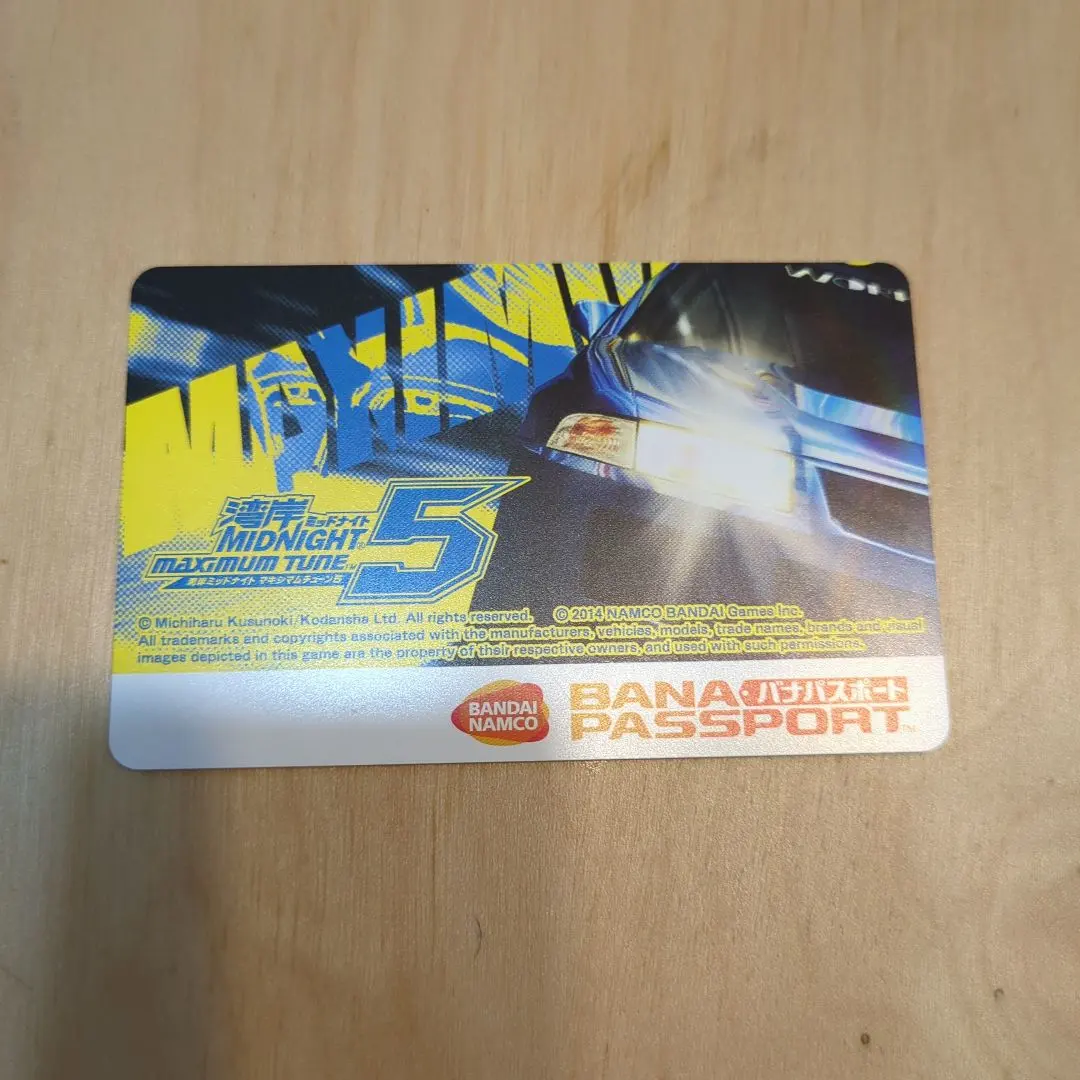 MAXIM
WORL
湾岸 ミッドナイト
MIDNIGHT
MAXIMUM TUNE™ 5
湾岸ミッドナイト マキシマムチューン5
© Michiharu Kusunoki/Kodansha Ltd. All rights reserved. © 2014 NAMCO BANDAI Games Inc.
All trademarks and copyrights associated with the manufacturers, vehicles, models, trade names, brands and visual
images depicted in this game are the property of their respective owners, and used with such permissions.
BANDAI
NAMCO
BANA バナパスポート
PASSPORT™